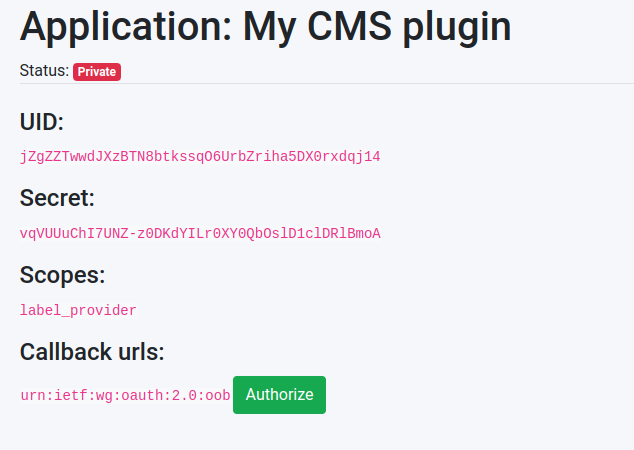 Application: My CMS plugin
Status: Private
UID:
jZgZZTwwdJXzBTN8btkssqO6UrbZriha5DX0rxdqj14
Secret:
vqVUUuChI7UNZ-z0DKdYILr0XY0QbOslD1clDRlBmoA
Scopes:
label_provider
Callback urls:
urn:ietf:wg:oauth:2.0:oob Authorize